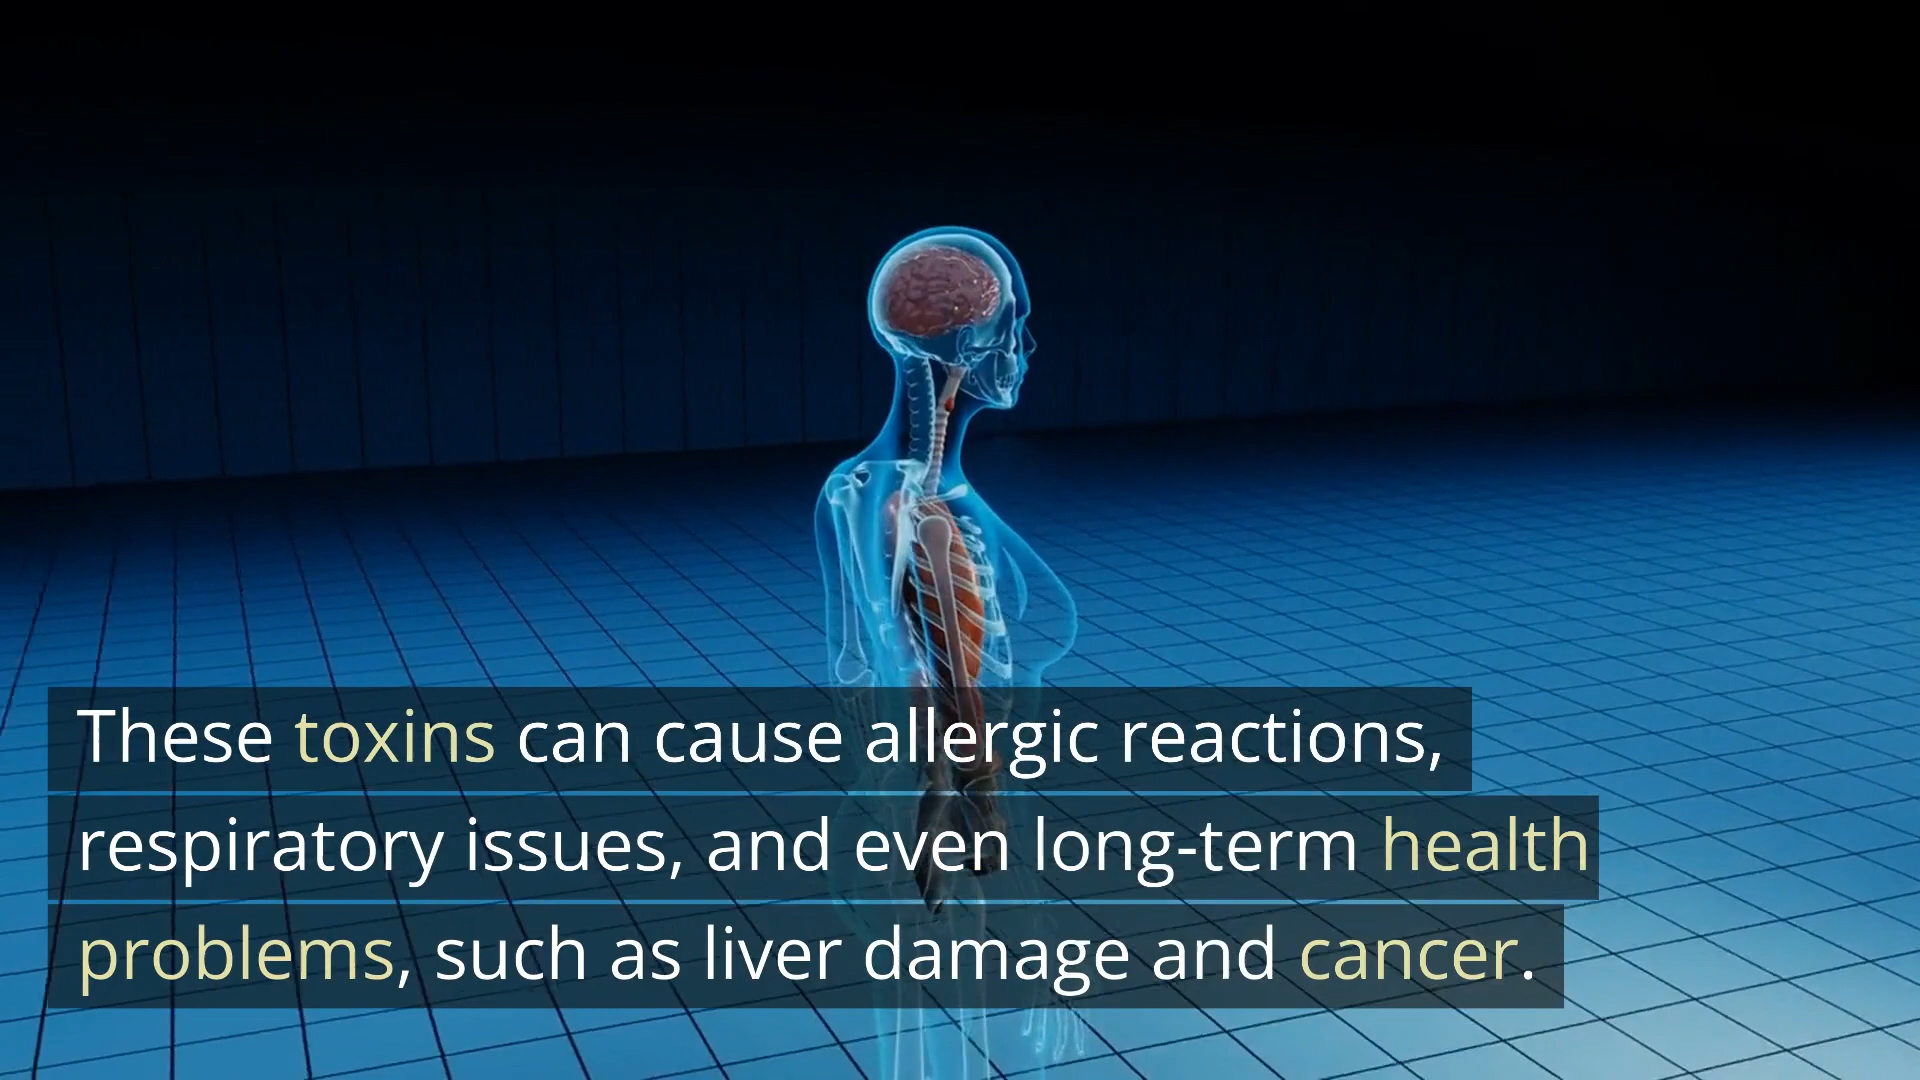 These toxins can cause allergic reactions,
respiratory issues, and even long-term health
problems, such as liver damage and cancer.